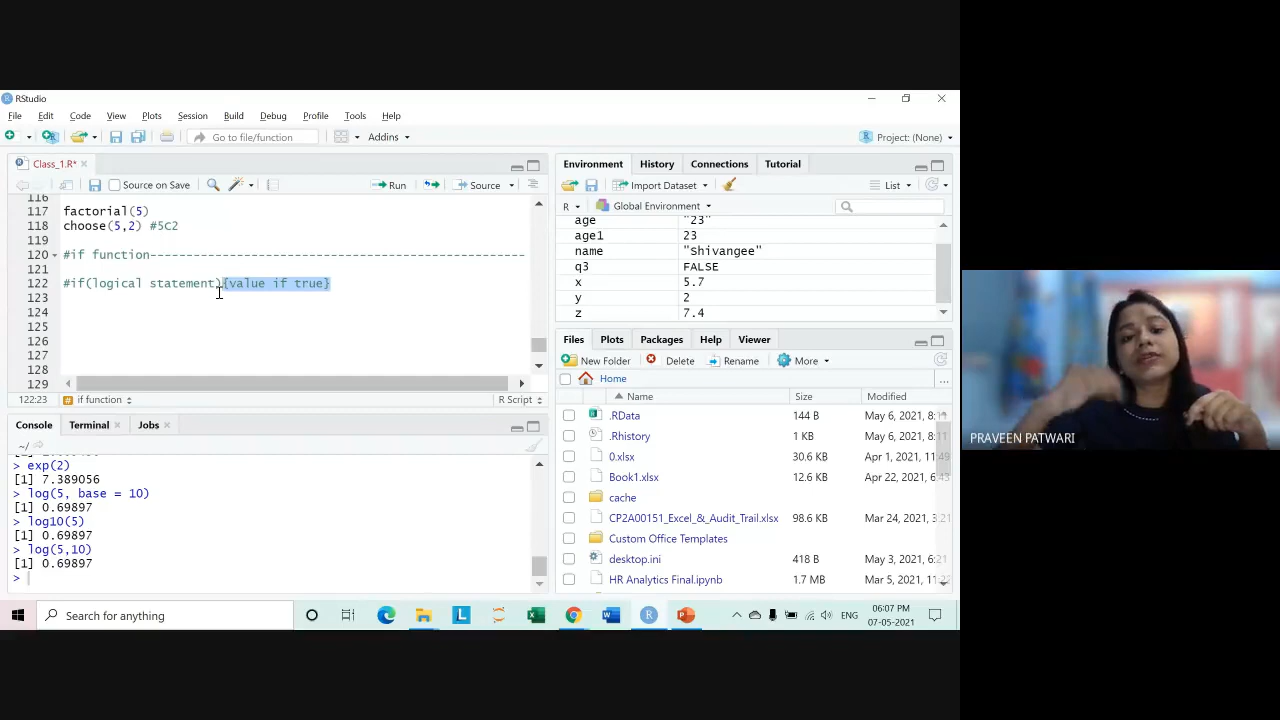 RStudio
File Edit Code View Plots Session Build Debug Profile Tools Help
Go to file/function Addins Project: (None)
Class_1.R*
Source on Save Run Source
116
117 factorial(5)
118 choose(5,2) #5C2
119
120 #if function----------------------------------------------------
121
122 #if(logical statement){value if true}
123
124
125
126
127
128
129
122:23 # if function R Script
Console Terminal Jobs
~/
> exp(2)
[1] 7.389056
> log(5, base = 10)
[1] 0.69897
> log10(5)
[1] 0.69897
> log(5,10)
[1] 0.69897
>
Environment History Connections Tutorial
Import Dataset List
R Global Environment
age "23"
age1 23
name "Shivangee"
q3 FALSE
x 5.7
y 2
z 7.4
Files Plots Packages Help Viewer
New Folder Delete Rename More
Home ...
Name Size Modified
.RData 144 B May 6, 2021, 8:1
.Rhistory 1 KB May 6, 2021, 8:1
0.xlsx 30.6 KB Apr 1, 2021, 11:49
Book1.xlsx 12.6 KB Apr 22, 2021, 6:43
cache
CP2A00151_Excel_&_Audit_Trail.xlsx 98.6 KB Mar 24, 2021, 3:21
Custom Office Templates
desktop.ini 418 B May 3, 2021, 6:21
HR Analytics Final.ipynb 1.7 MB Mar 5, 2021, 11:2
PRAVEEN PATWARI
Search for anything
ENG
06:07 PM
07-05-2021